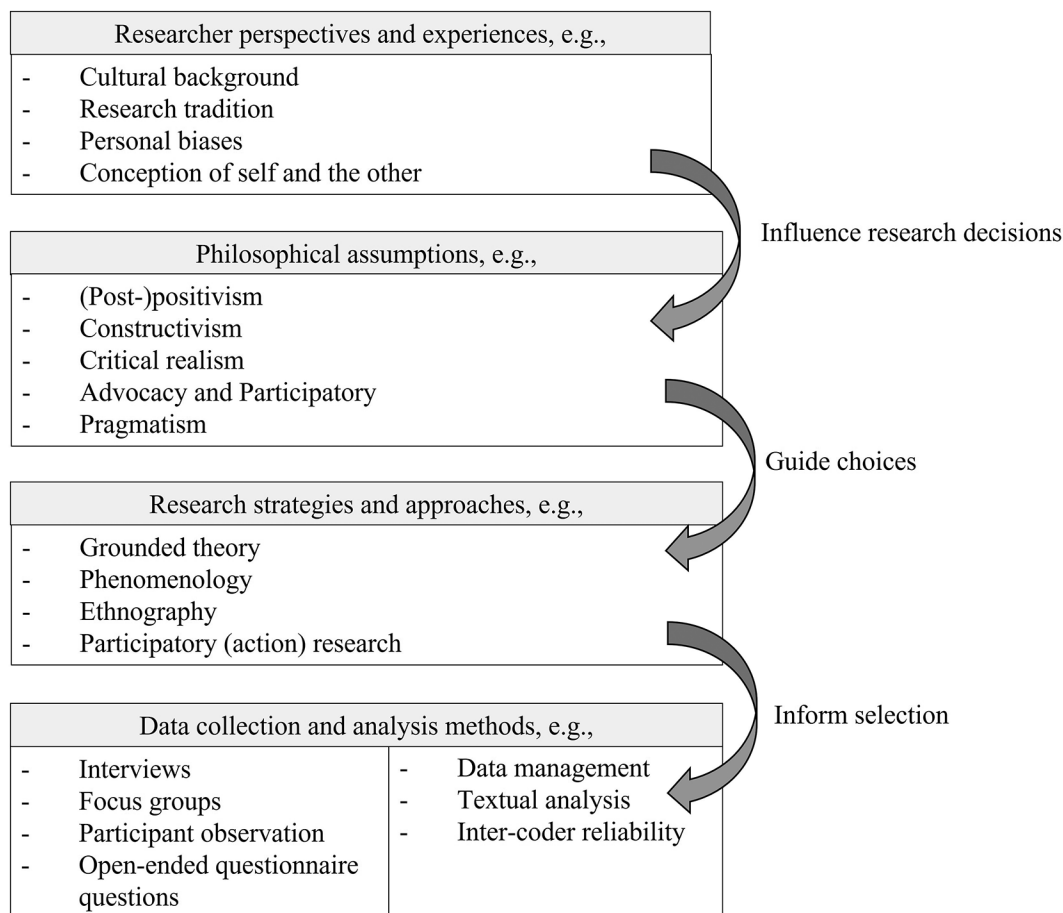 Researcher perspectives and experiences, e.g.,
- Cultural background
- Research tradition
- Personal biases
- Conception of self and the other
Influence research decisions
Philosophical assumptions, e.g.,
- (Post-)positivism
- Constructivism
- Critical realism
- Advocacy and Participatory
- Pragmatism
Guide choices
Research strategies and approaches, e.g.,
- Grounded theory
- Phenomenology
- Ethnography
- Participatory (action) research
Inform selection
Data collection and analysis methods, e.g.,
- Interviews
- Focus groups
- Participant observation
- Open-ended questionnaire
questions
- Data management
- Textual analysis
- Inter-coder reliability